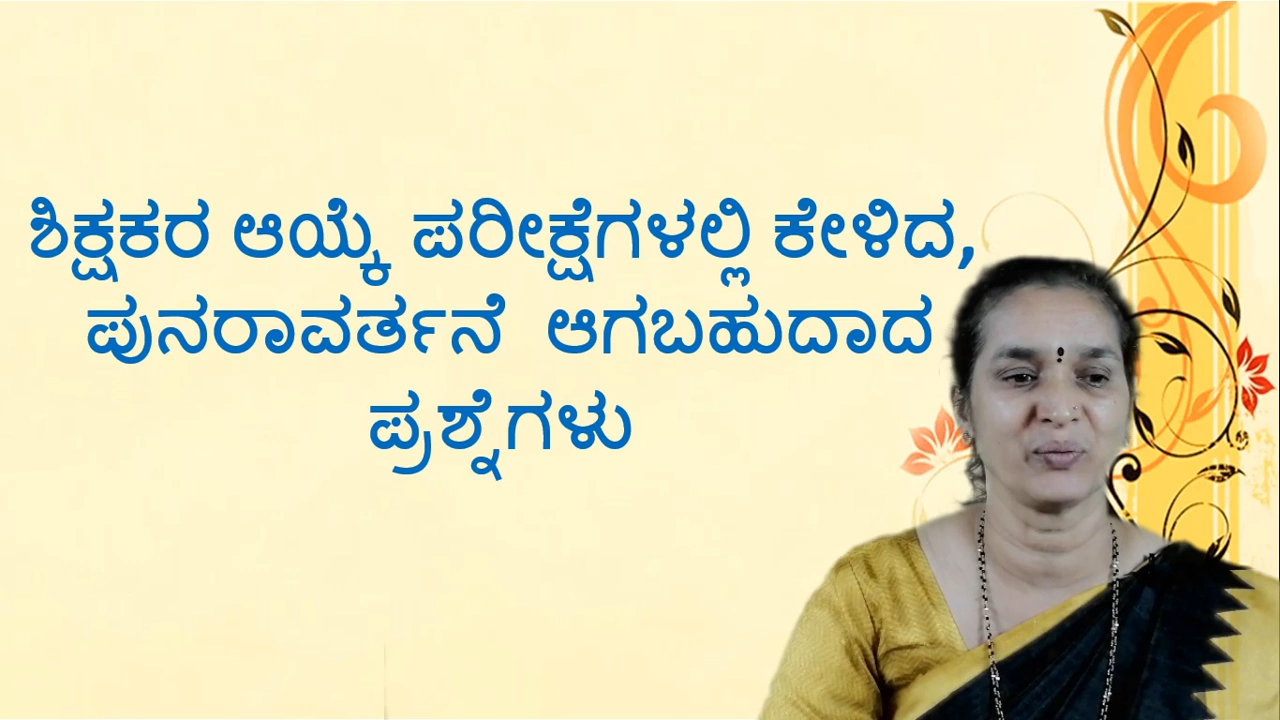 ಶಿಕ್ಷಕರ ಆಯ್ಕೆ ಪರೀಕ್ಷೆಗಳಲ್ಲಿ ಕೇಳಿದ,
ಪುನರಾವರ್ತನೆ ಆಗಬಹುದಾದ
ಪ್ರಶ್ನೆಗಳು